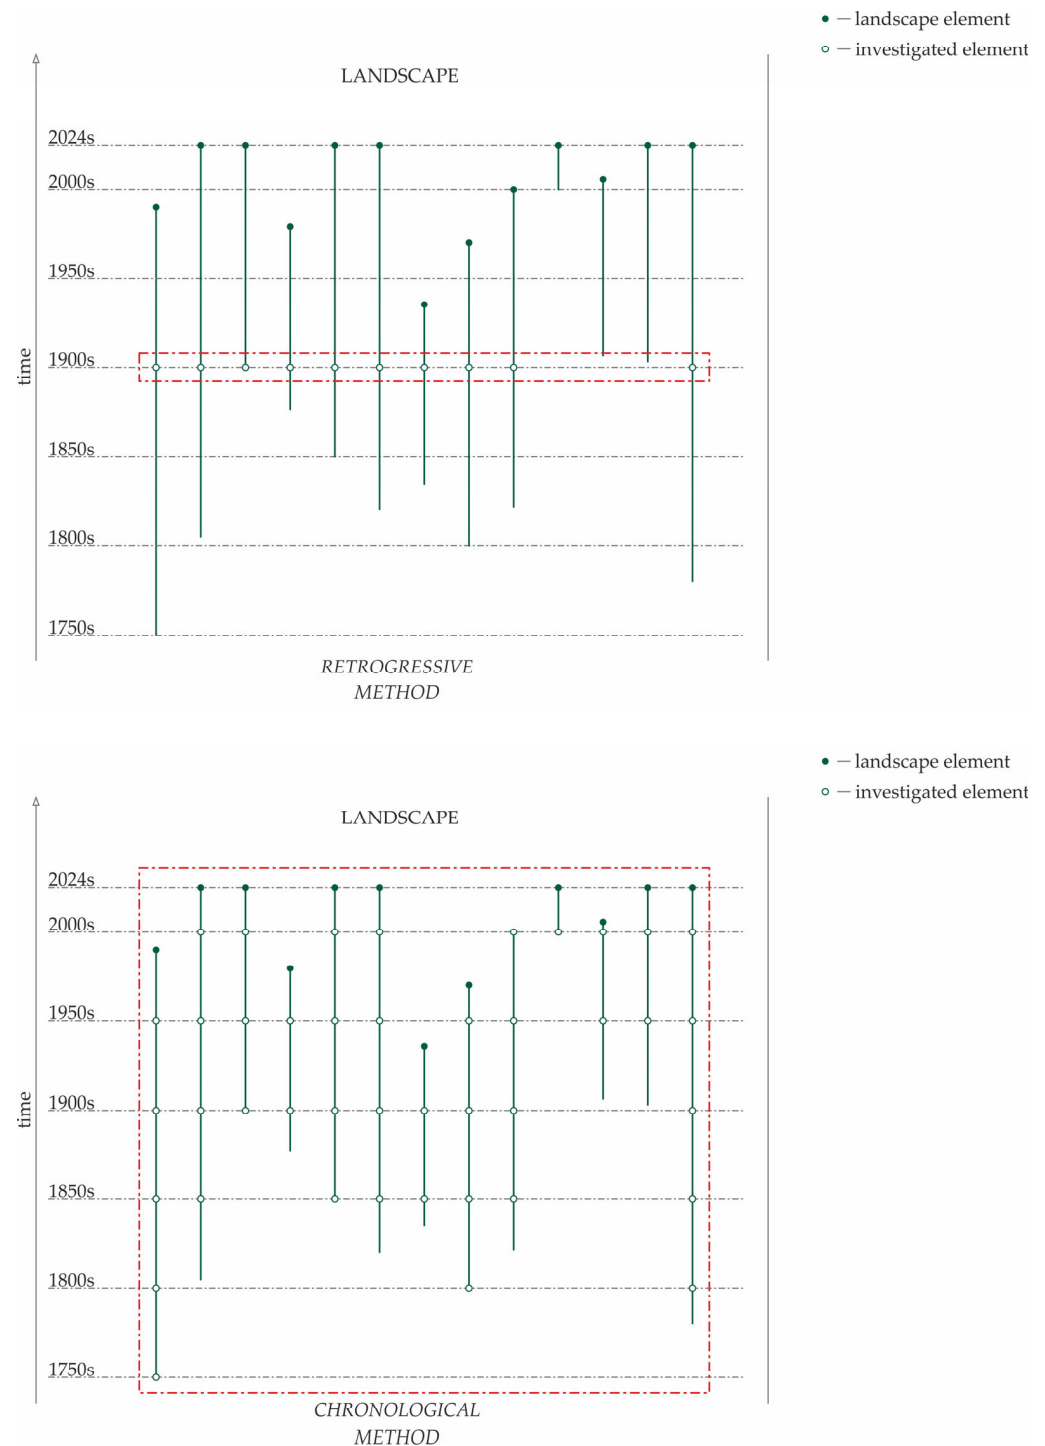 ● — landscape element
○ — investigated element
LANDSCAPE
2024s
2000s
1950s
1900s
time
1850s
1800s
1750s
RETROGRESSIVE
METHOD
● — landscape element
○ — investigated element
LANDSCAPE
2024s
2000s
1950s
1900s
time
1850s
1800s
1750s
CHRONOLOGICAL
METHOD